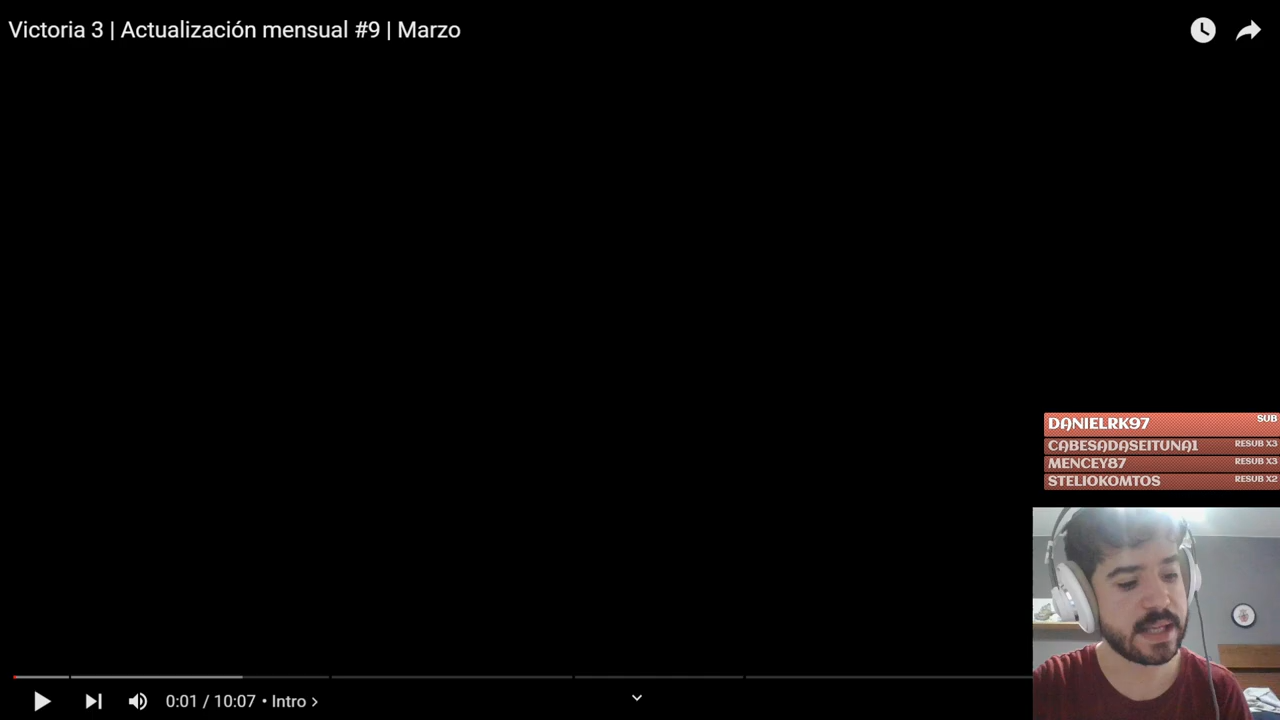 Victoria 3 | Actualización mensual #9 | Marzo
DANIELRK97 SUB
CABESADASEITUNA1 RESUB X3
MENCEY87 RESUB X3
STELIOKOMTOS RESUB X2
0:01 / 10:07 • Intro >